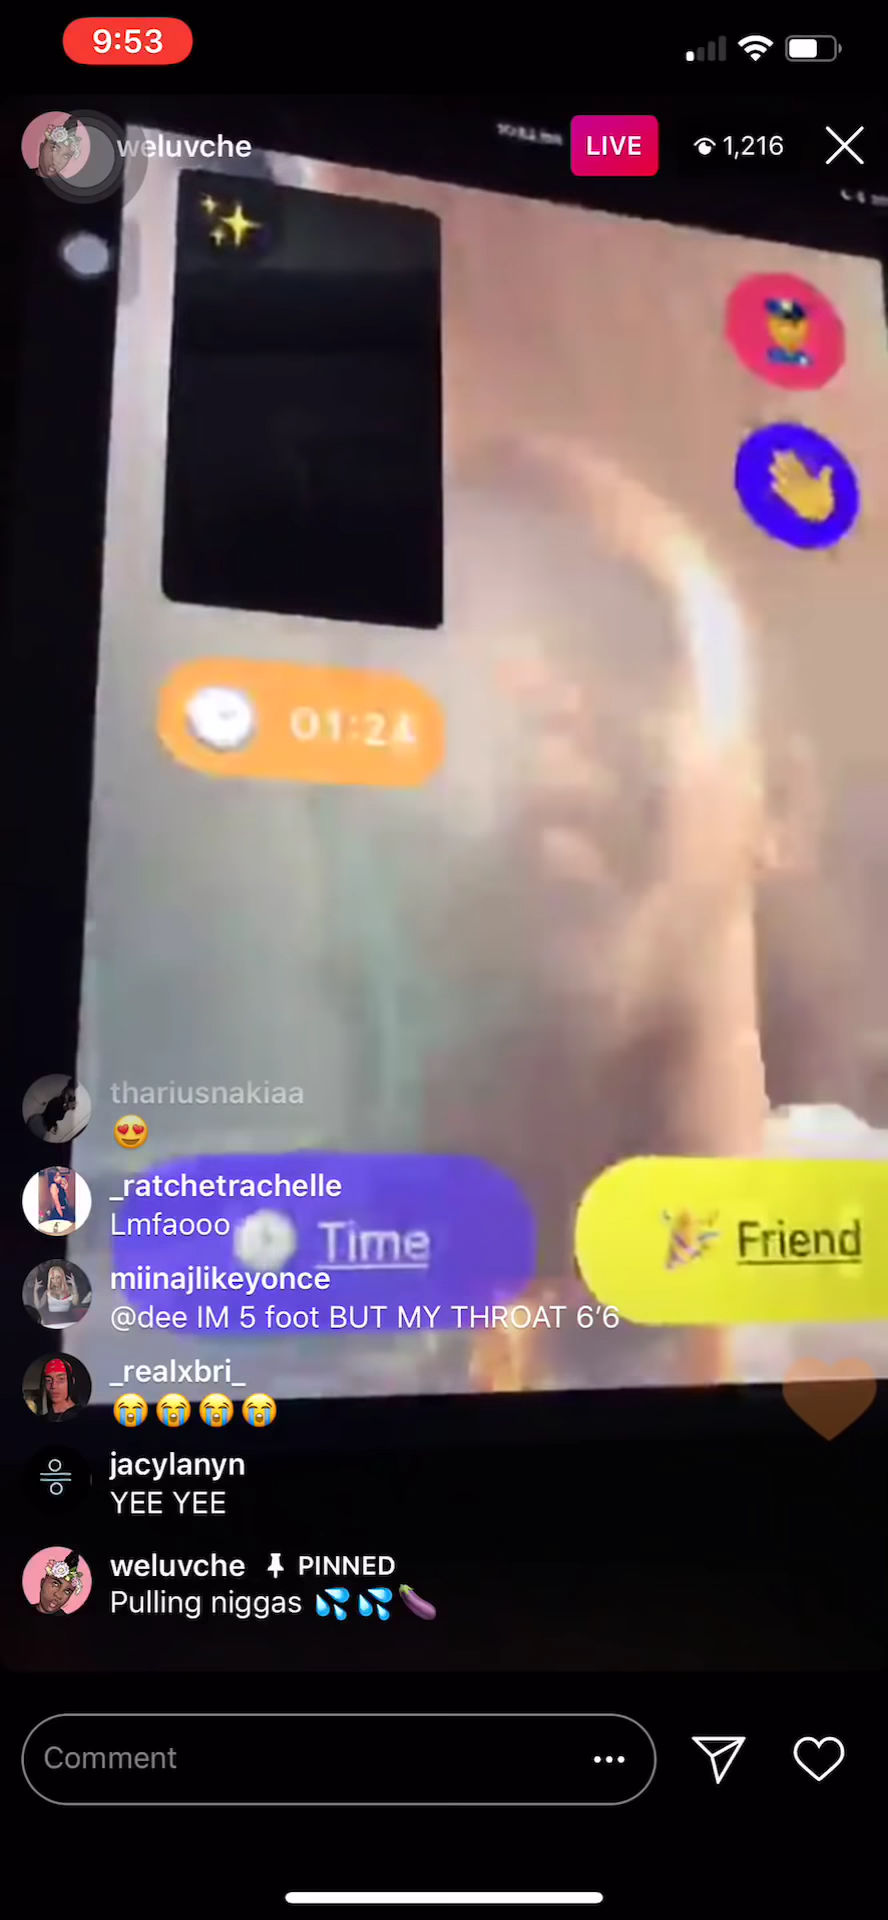 9:53
weluvche
LIVE
1,216
01:24
thariusnakiaa
😍
_ratchetrachelle
Lmfaooo
Time
Friend
miinajlikeyonce
@dee IM 5 foot BUT MY THROAT 6'6
_realxbri_
😭😭😭😭
jacylanyn
YEE YEE
weluvche PINNED
Pulling niggas 💦💦🍆
Comment